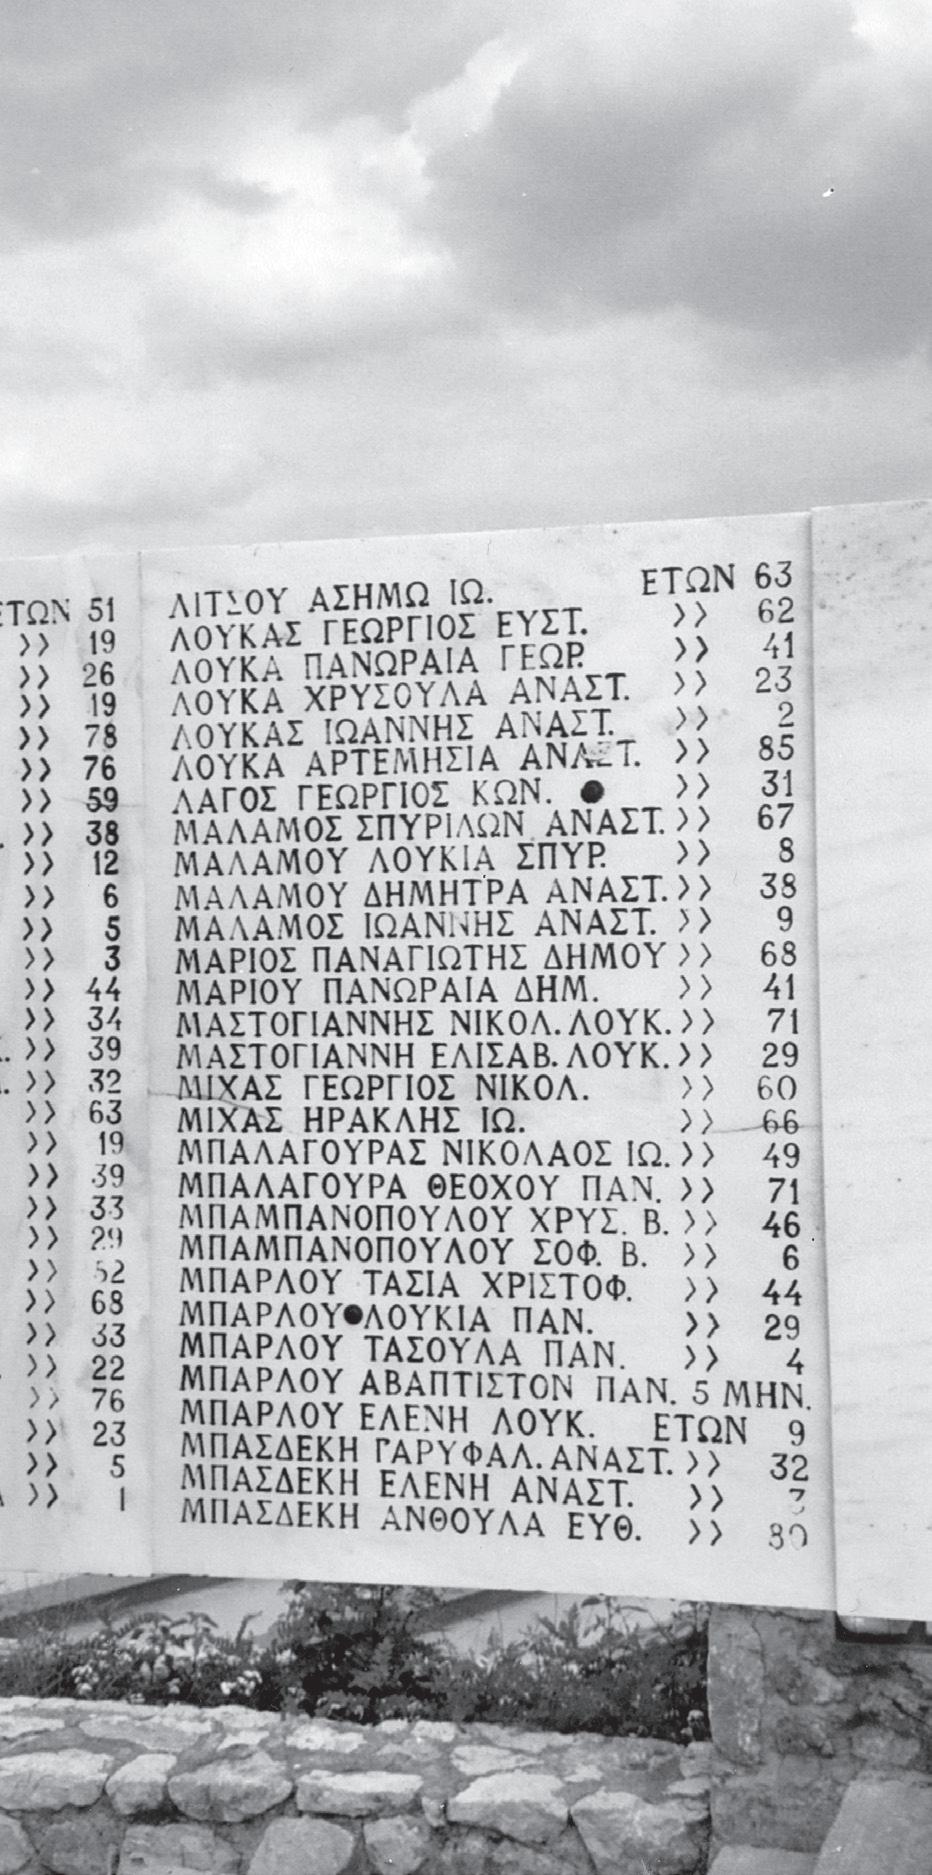 ΕΤΩΝ 51
>> 19
>> 26
>> 19
>> 78
>> 76
>> 59
>> 38
>> 12
>> 6
>> 5
>> 3
>> 44
>> 34
>> 39
>> 32
>> 63
>> 19
>> 39
>> 33
>> 29
>> 52
>> 68
>> 33
>> 22
>> 76
>> 23
>> 5
>> 1
ΛΙΤΣΟΥ ΑΣΗΜΩ ΙΩ. ΕΤΩΝ 63
ΛΟΥΚΑΣ ΓΕΩΡΓΙΟΣ ΕΥΣΤ. >> 62
ΛΟΥΚΑ ΠΑΝΩΡΑΙΑ ΓΕΩΡ. >> 41
ΛΟΥΚΑ ΧΡΥΣΟΥΛΑ ΑΝΑΣΤ. >> 23
ΛΟΥΚΑΣ ΙΩΑΝΝΗΣ ΑΝΑΣΤ. >> 2
ΛΟΥΚΑ ΑΡΤΕΜΗΣΙΑ ΑΝΑΣΤ. >> 85
ΛΑΓΟΣ ΓΕΩΡΓΙΟΣ ΚΩΝ. >> 31
ΜΑΛΑΜΟΣ ΣΠΥΡΙΔΩΝ ΑΝΑΣΤ. >> 67
ΜΑΛΑΜΟΥ ΛΟΥΚΙΑ ΣΠΥΡ. >> 8
ΜΑΛΑΜΟΥ ΔΗΜΗΤΡΑ ΑΝΑΣΤ. >> 38
ΜΑΛΑΜΟΣ ΙΩΑΝΝΗΣ ΑΝΑΣΤ. >> 9
ΜΑΡΙΟΣ ΠΑΝΑΓΙΩΤΗΣ ΔΗΜΟΥ >> 68
ΜΑΡΙΟΥ ΠΑΝΩΡΑΙΑ ΔΗΜ. >> 41
ΜΑΣΤΟΓΙΑΝΝΗΣ ΝΙΚΟΛ. ΛΟΥΚ. >> 71
ΜΑΣΤΟΓΙΑΝΝΗ ΕΛΙΣΑΒ. ΛΟΥΚ. >> 29
ΜΙΧΑΣ ΓΕΩΡΓΙΟΣ ΝΙΚΟΛ. >> 60
ΜΙΧΑΣ ΗΡΑΚΛΗΣ ΙΩ. >> 66
ΜΠΑΛΑΓΟΥΡΑΣ ΝΙΚΟΛΑΟΣ ΙΩ. >> 49
ΜΠΑΛΑΓΟΥΡΑ ΘΕΟΧΟΥ ΠΑΝ. >> 71
ΜΠΑΜΠΑΝΟΠΟΥΛΟΥ ΧΡΥΣ. Β. >> 46
ΜΠΑΜΠΑΝΟΠΟΥΛΟΥ ΣΟΦ. Β. >> 6
ΜΠΑΡΛΟΥ ΤΑΣΙΑ ΧΡΙΣΤΟΦ. >> 44
ΜΠΑΡΛΟΥ ΛΟΥΚΙΑ ΠΑΝ. >> 29
ΜΠΑΡΛΟΥ ΤΑΣΟΥΛΑ ΠΑΝ. >> 4
ΜΠΑΡΛΟΥ ΑΒΑΠΤΙΣΤΟΝ ΠΑΝ. 5 ΜΗΝ.
ΜΠΑΡΛΟΥ ΕΛΕΝΗ ΛΟΥΚ. ΕΤΩΝ 9
ΜΠΑΣΔΕΚΗ ΓΑΡΥΦΑΛ. ΑΝΑΣΤ. >> 32
ΜΠΑΣΔΕΚΗ ΕΛΕΝΗ ΑΝΑΣΤ. >>
ΜΠΑΣΔΕΚΗ ΑΝΘΟΥΛΑ ΕΥΘ. >> 80